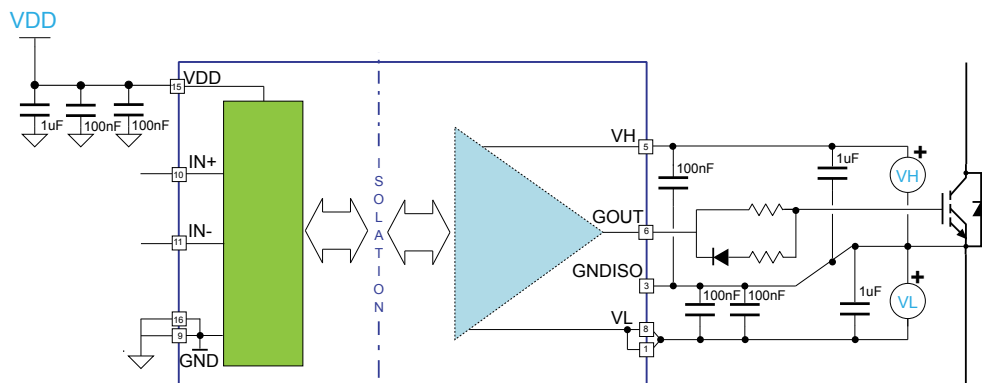 VDD
15
VDD
1uF
100nF
100nF
IN+
10
IN-
11
16
9
GND
ISOLATION
VH
5
100nF
1uF
+
VH
GOUT
6
GNDISO
3
100nF
100nF
1uF
+
VL
VL
8
1